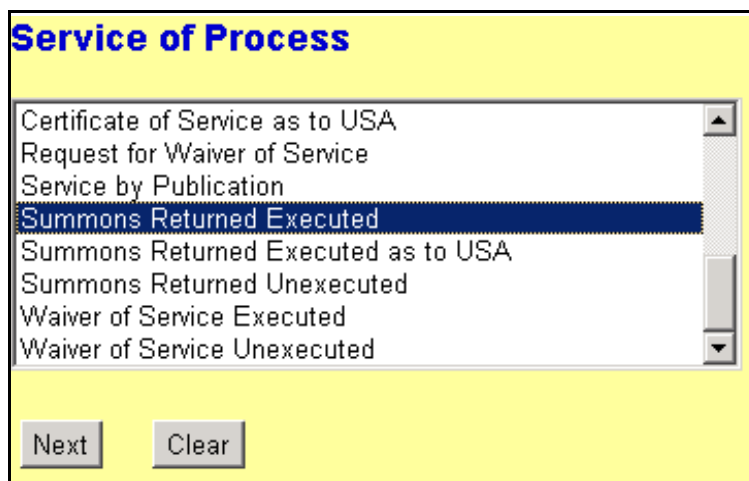 Service of Process
Certificate of Service as to USA
Request for Waiver of Service
Service by Publication
Summons Returned Executed
Summons Returned Executed as to USA
Summons Returned Unexecuted
Waiver of Service Executed
Waiver of Service Unexecuted
Next Clear